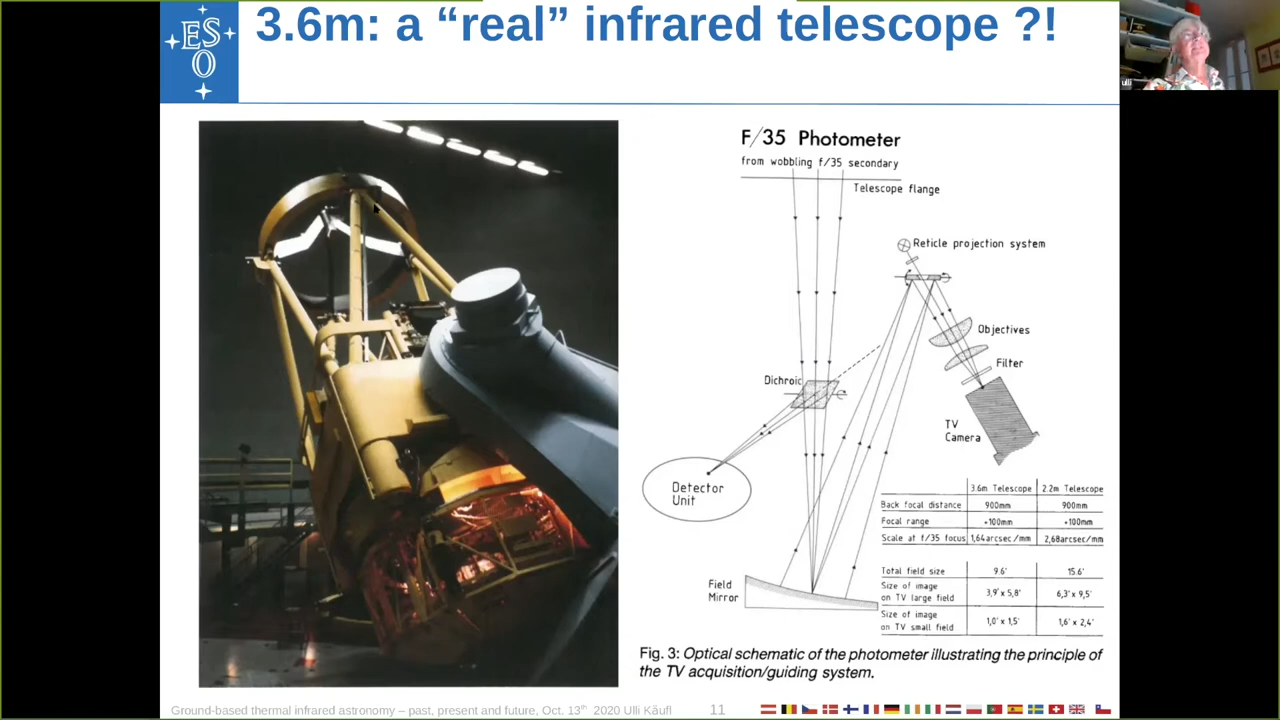 ESO
3.6m: a “real” infrared telescope ?!
ulli
F/35 Photometer
from wobbling f/35 secondary
Telescope flange
Reticle projection system
Objectives
Filter
Dichroic
TV
Camera
Detector
Unit
3.6m Telescope 2.2m Telescope
Back focal distance 900mm 900mm
Focal range +100mm +100mm
Scale at f/35 focus 1,64arcsec/mm 2,68arcsec/mm
Total field size 9.6' 15.6'
Size of image
on TV large field 3,9' x 5,8' 6,3' x 9,5'
Size of image
on TV small field 1,0' x 1,5' 1,6' x 2,4'
Field
Mirror
Fig. 3: Optical schematic of the photometer illustrating the principle of
the TV acquisition/guiding system.
Ground-based thermal infrared astronomy – past, present and future, Oct. 13th 2020 Ulli Käufl 11